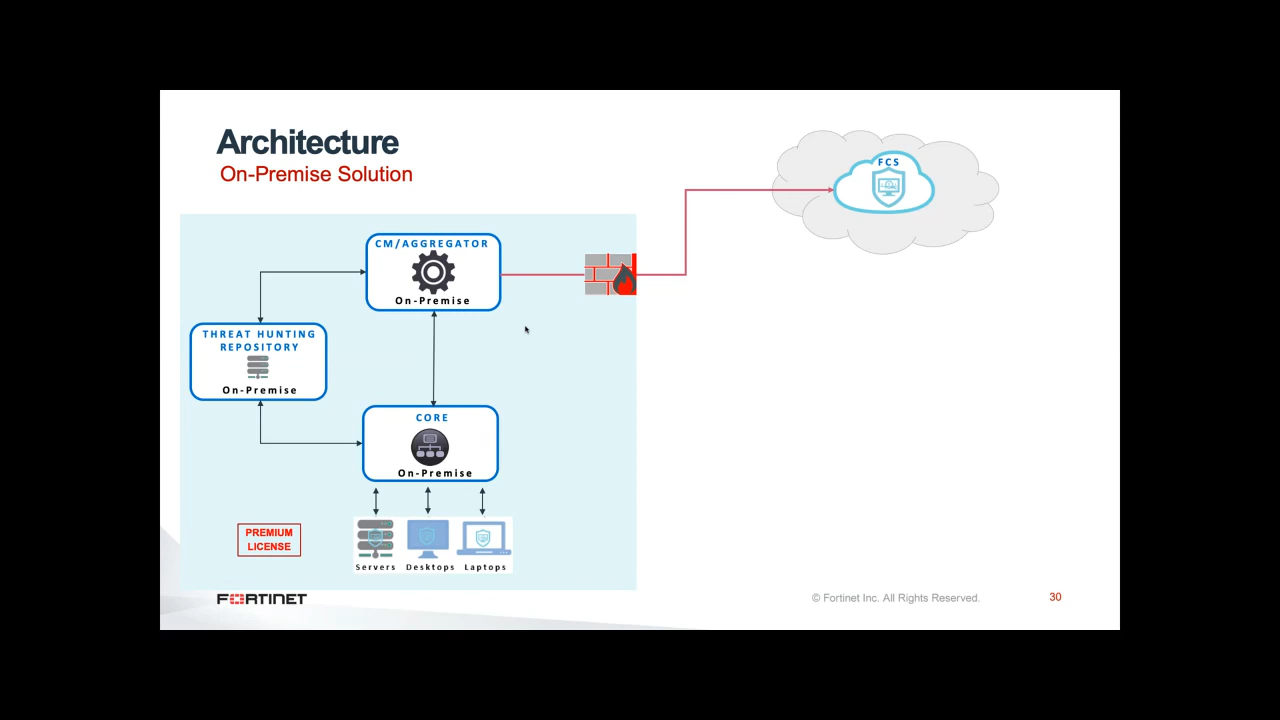 Architecture
On-Premise Solution
FCS
CM/AGGREGATOR
On-Premise
THREAT HUNTING
REPOSITORY
On-Premise
CORE
On-Premise
PREMIUM
LICENSE
Servers Desktops Laptops
FORTINET
© Fortinet Inc. All Rights Reserved.
30